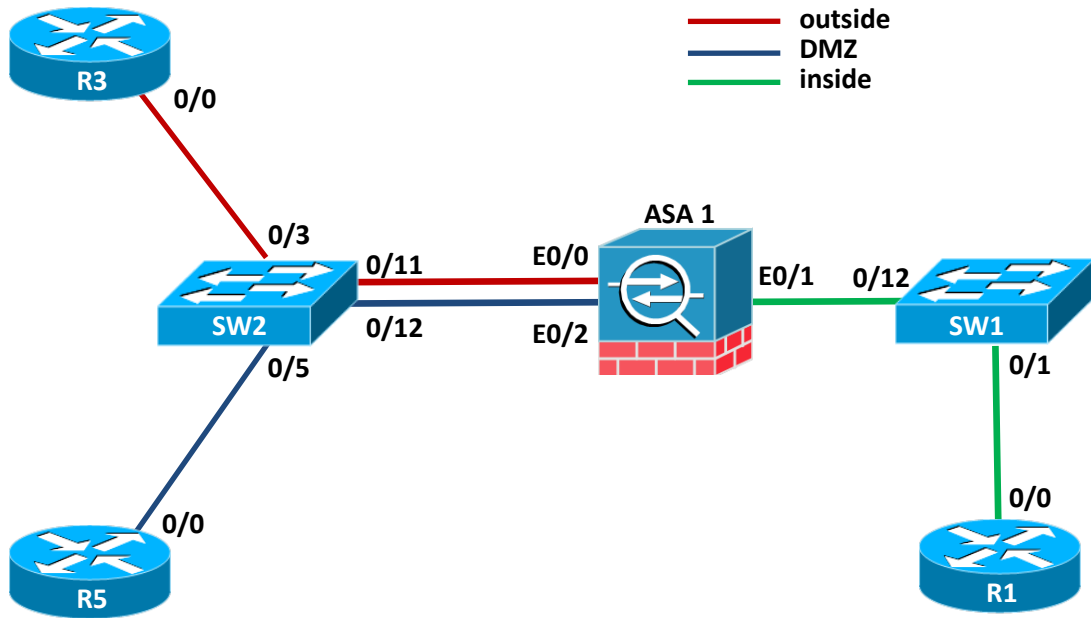 outside
DMZ
inside
R3
0/0
0/3
0/11
0/12
SW2
0/5
0/0
R5
ASA 1
E0/0
E0/2
E0/1
0/12
SW1
0/1
0/0
R1